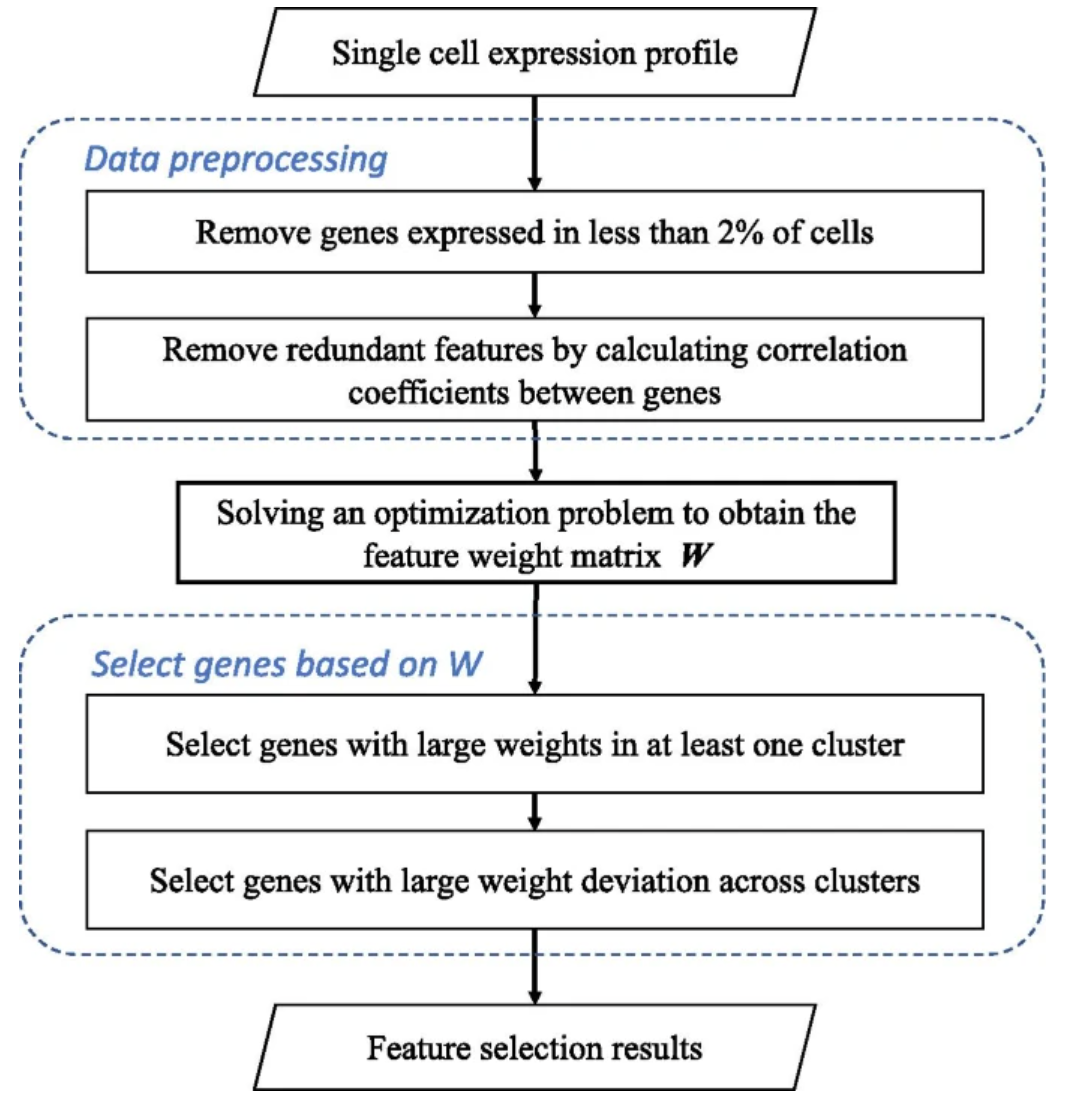 Single cell expression profile
Data preprocessing
Remove genes expressed in less than 2% of cells
Remove redundant features by calculating correlation
coefficients between genes
Solving an optimization problem to obtain the
feature weight matrix W
Select genes based on W
Select genes with large weights in at least one cluster
Select genes with large weight deviation across clusters
Feature selection results